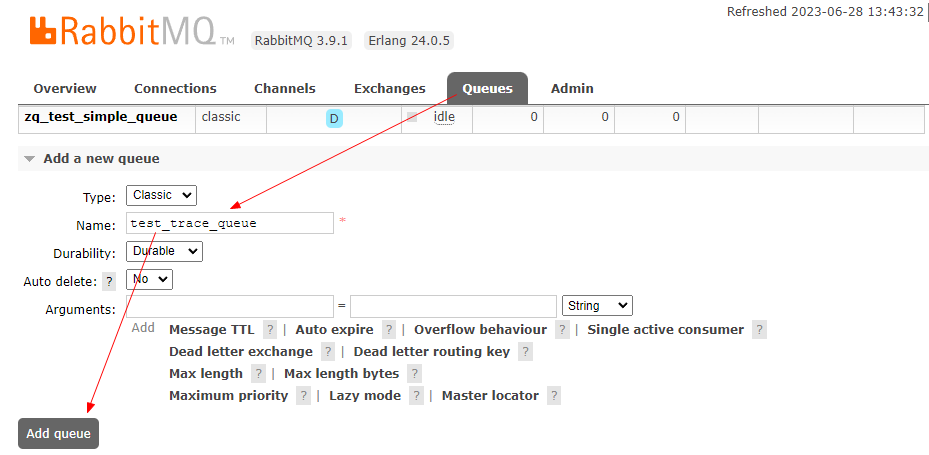 Refreshed 2023-06-28 13:43:32
RabbitMQ TM RabbitMQ 3.9.1 Erlang 24.0.5
Overview Connections Channels Exchanges Queues Admin
zq_test_simple_queue classic D idle 0 0 0
Add a new queue
Type: Classic
Name: test_trace_queue *
Durability: Durable
Auto delete: ? No
Arguments: = String
Add Message TTL ? | Auto expire ? | Overflow behaviour ? | Single active consumer ?
Dead letter exchange ? | Dead letter routing key ?
Max length ? | Max length bytes ?
Maximum priority ? | Lazy mode ? | Master locator ?
Add queue